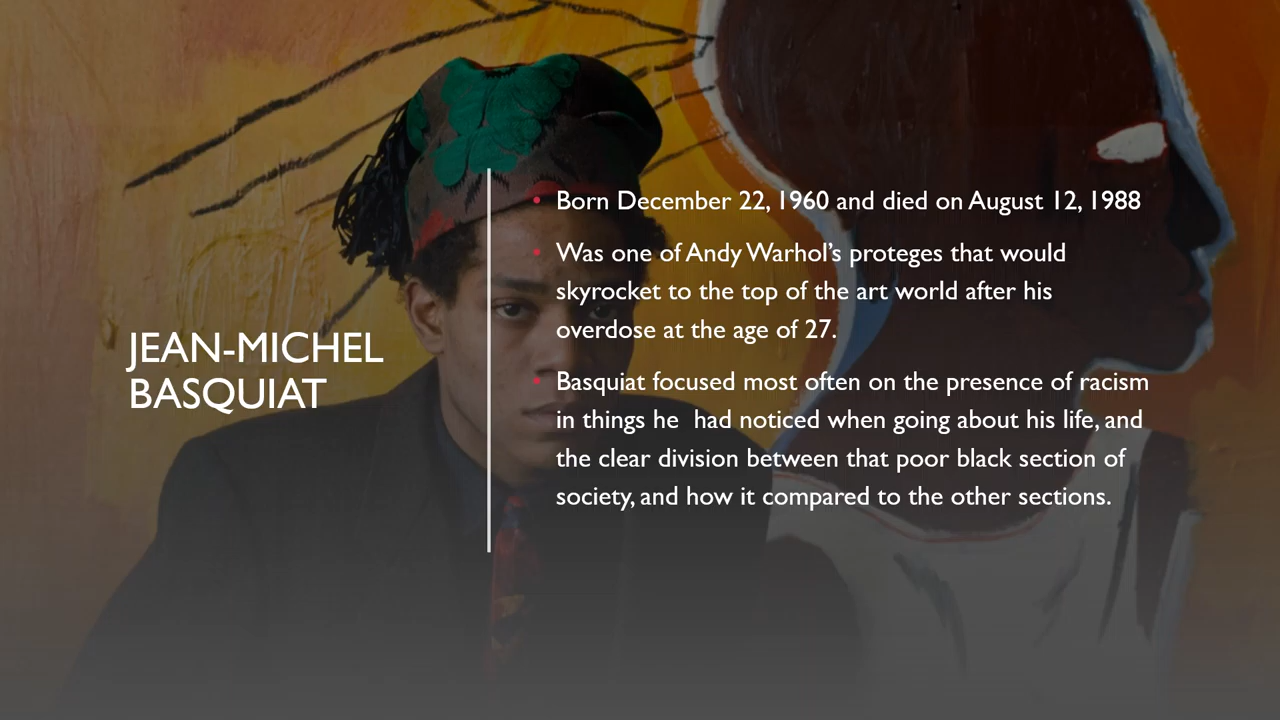 JEAN-MICHEL
BASQUIAT
• Born December 22, 1960 and died on August 12, 1988
• Was one of Andy Warhol’s proteges that would
skyrocket to the top of the art world after his
overdose at the age of 27.
• Basquiat focused most often on the presence of racism
in things he  had noticed when going about his life, and
the clear division between that poor black section of
society, and how it compared to the other sections.